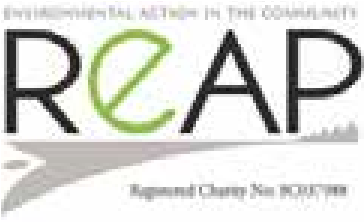 ENVIRONMENTAL ACTION IN THE COMMUNITY
ReAP
Registered Charity No: